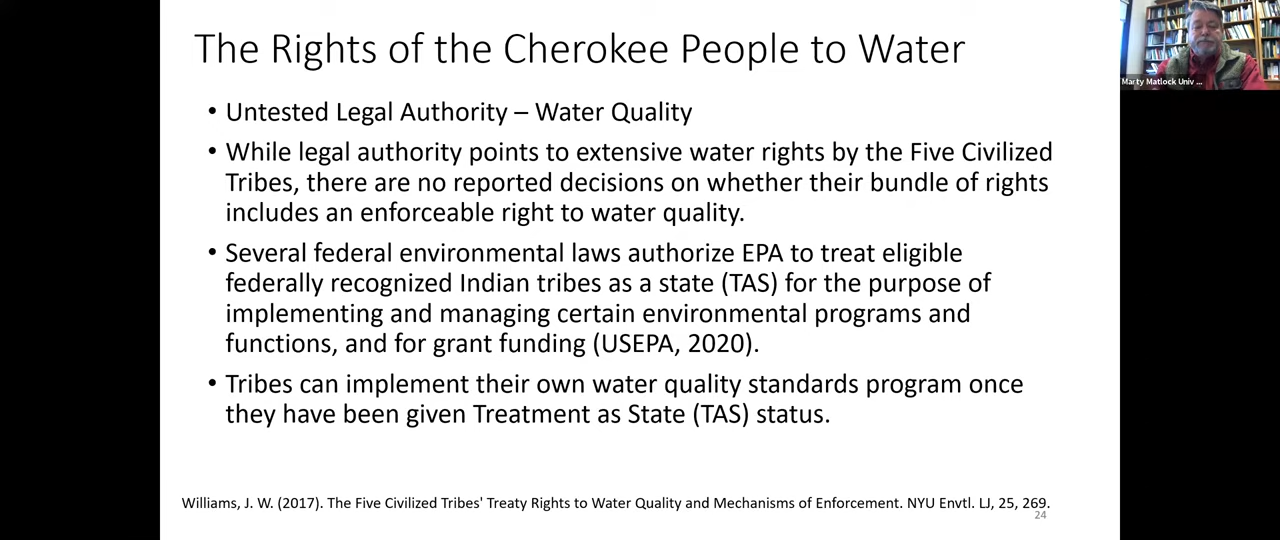 The Rights of the Cherokee People to Water
Marty Matlock Univ ...
• Untested Legal Authority – Water Quality
• While legal authority points to extensive water rights by the Five Civilized
Tribes, there are no reported decisions on whether their bundle of rights
includes an enforceable right to water quality.
• Several federal environmental laws authorize EPA to treat eligible
federally recognized Indian tribes as a state (TAS) for the purpose of
implementing and managing certain environmental programs and
functions, and for grant funding (USEPA, 2020).
• Tribes can implement their own water quality standards program once
they have been given Treatment as State (TAS) status.
Williams, J. W. (2017). The Five Civilized Tribes' Treaty Rights to Water Quality and Mechanisms of Enforcement. NYU Envtl. LJ, 25, 269.
24